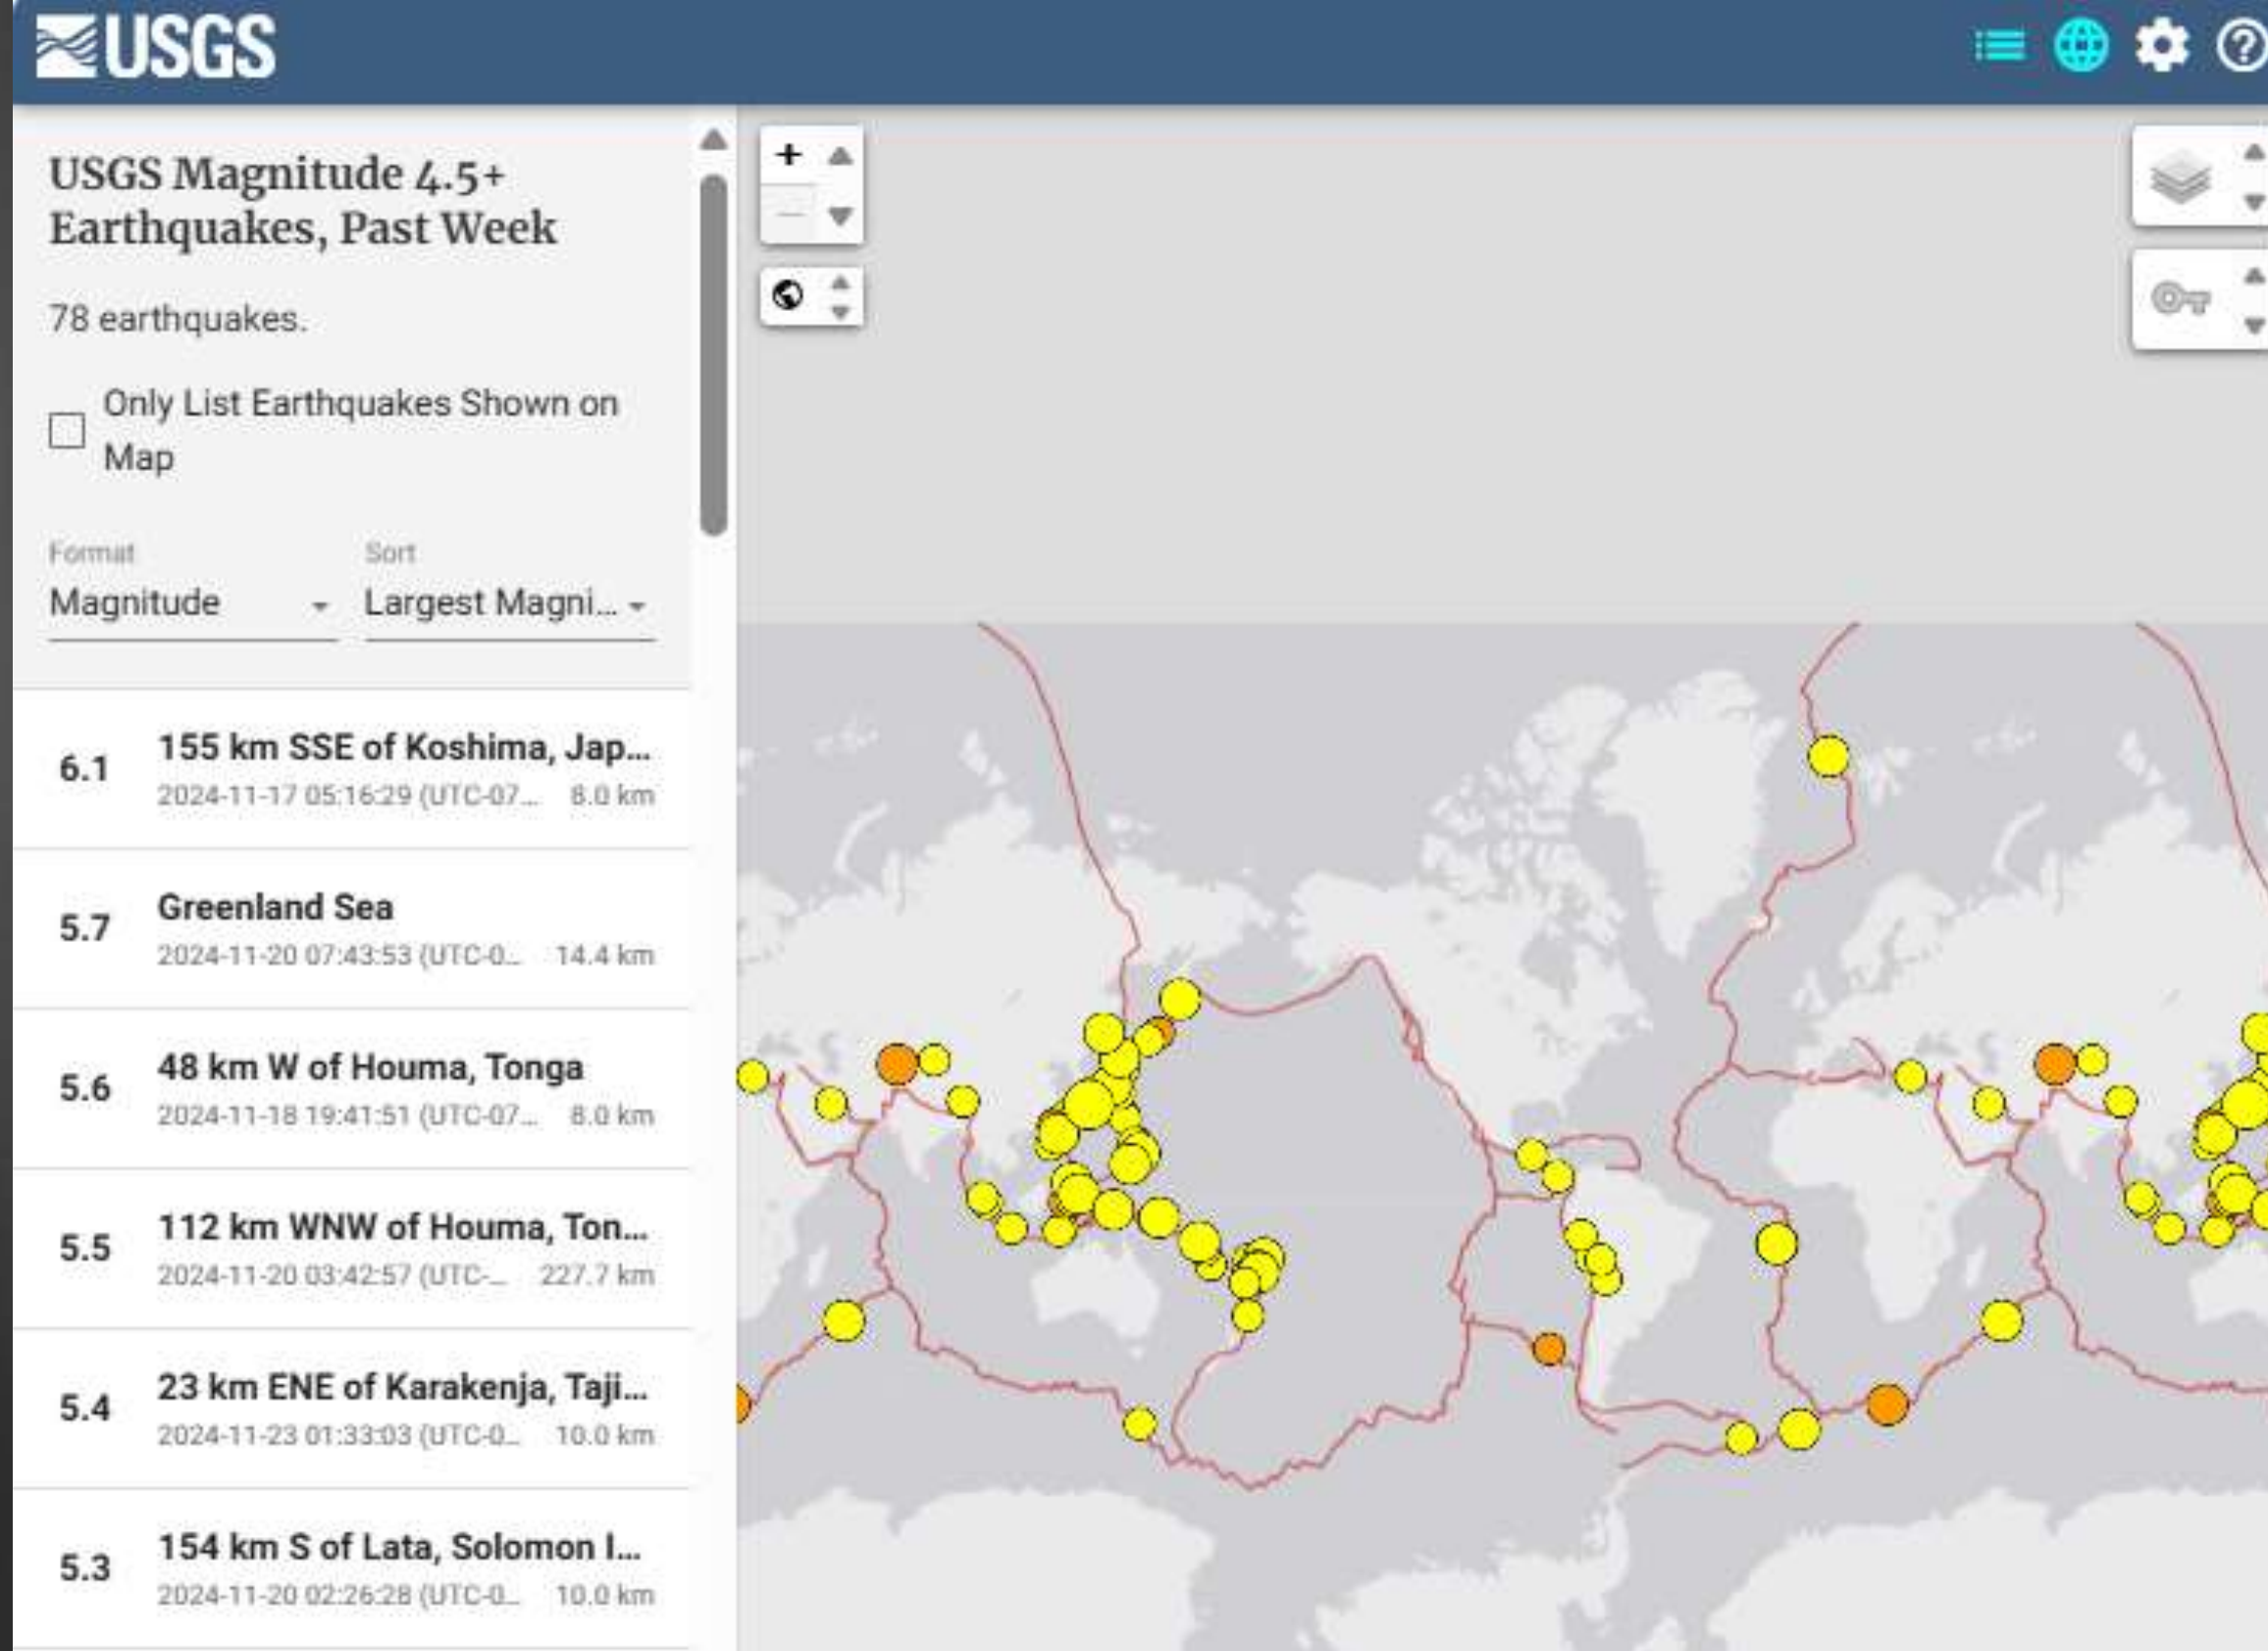 USGS
USGS Magnitude 4.5+
Earthquakes, Past Week
78 earthquakes.
Only List Earthquakes Shown on
Map
Format Sort
Magnitude Largest Magni...
6.1 155 km SSE of Koshima, Jap...
2024-11-17 05:16:29 (UTC-07... 8.0 km
5.7 Greenland Sea
2024-11-20 07:43:53 (UTC-0... 14.4 km
5.6 48 km W of Houma, Tonga
2024-11-18 19:41:51 (UTC-07... 8.0 km
5.5 112 km WNW of Houma, Ton...
2024-11-20 03:42:57 (UTC-... 227.7 km
5.4 23 km ENE of Karakenja, Taji...
2024-11-23 01:33:03 (UTC-0... 10.0 km
5.3 154 km S of Lata, Solomon I...
2024-11-20 02:26:28 (UTC-0... 10.0 km